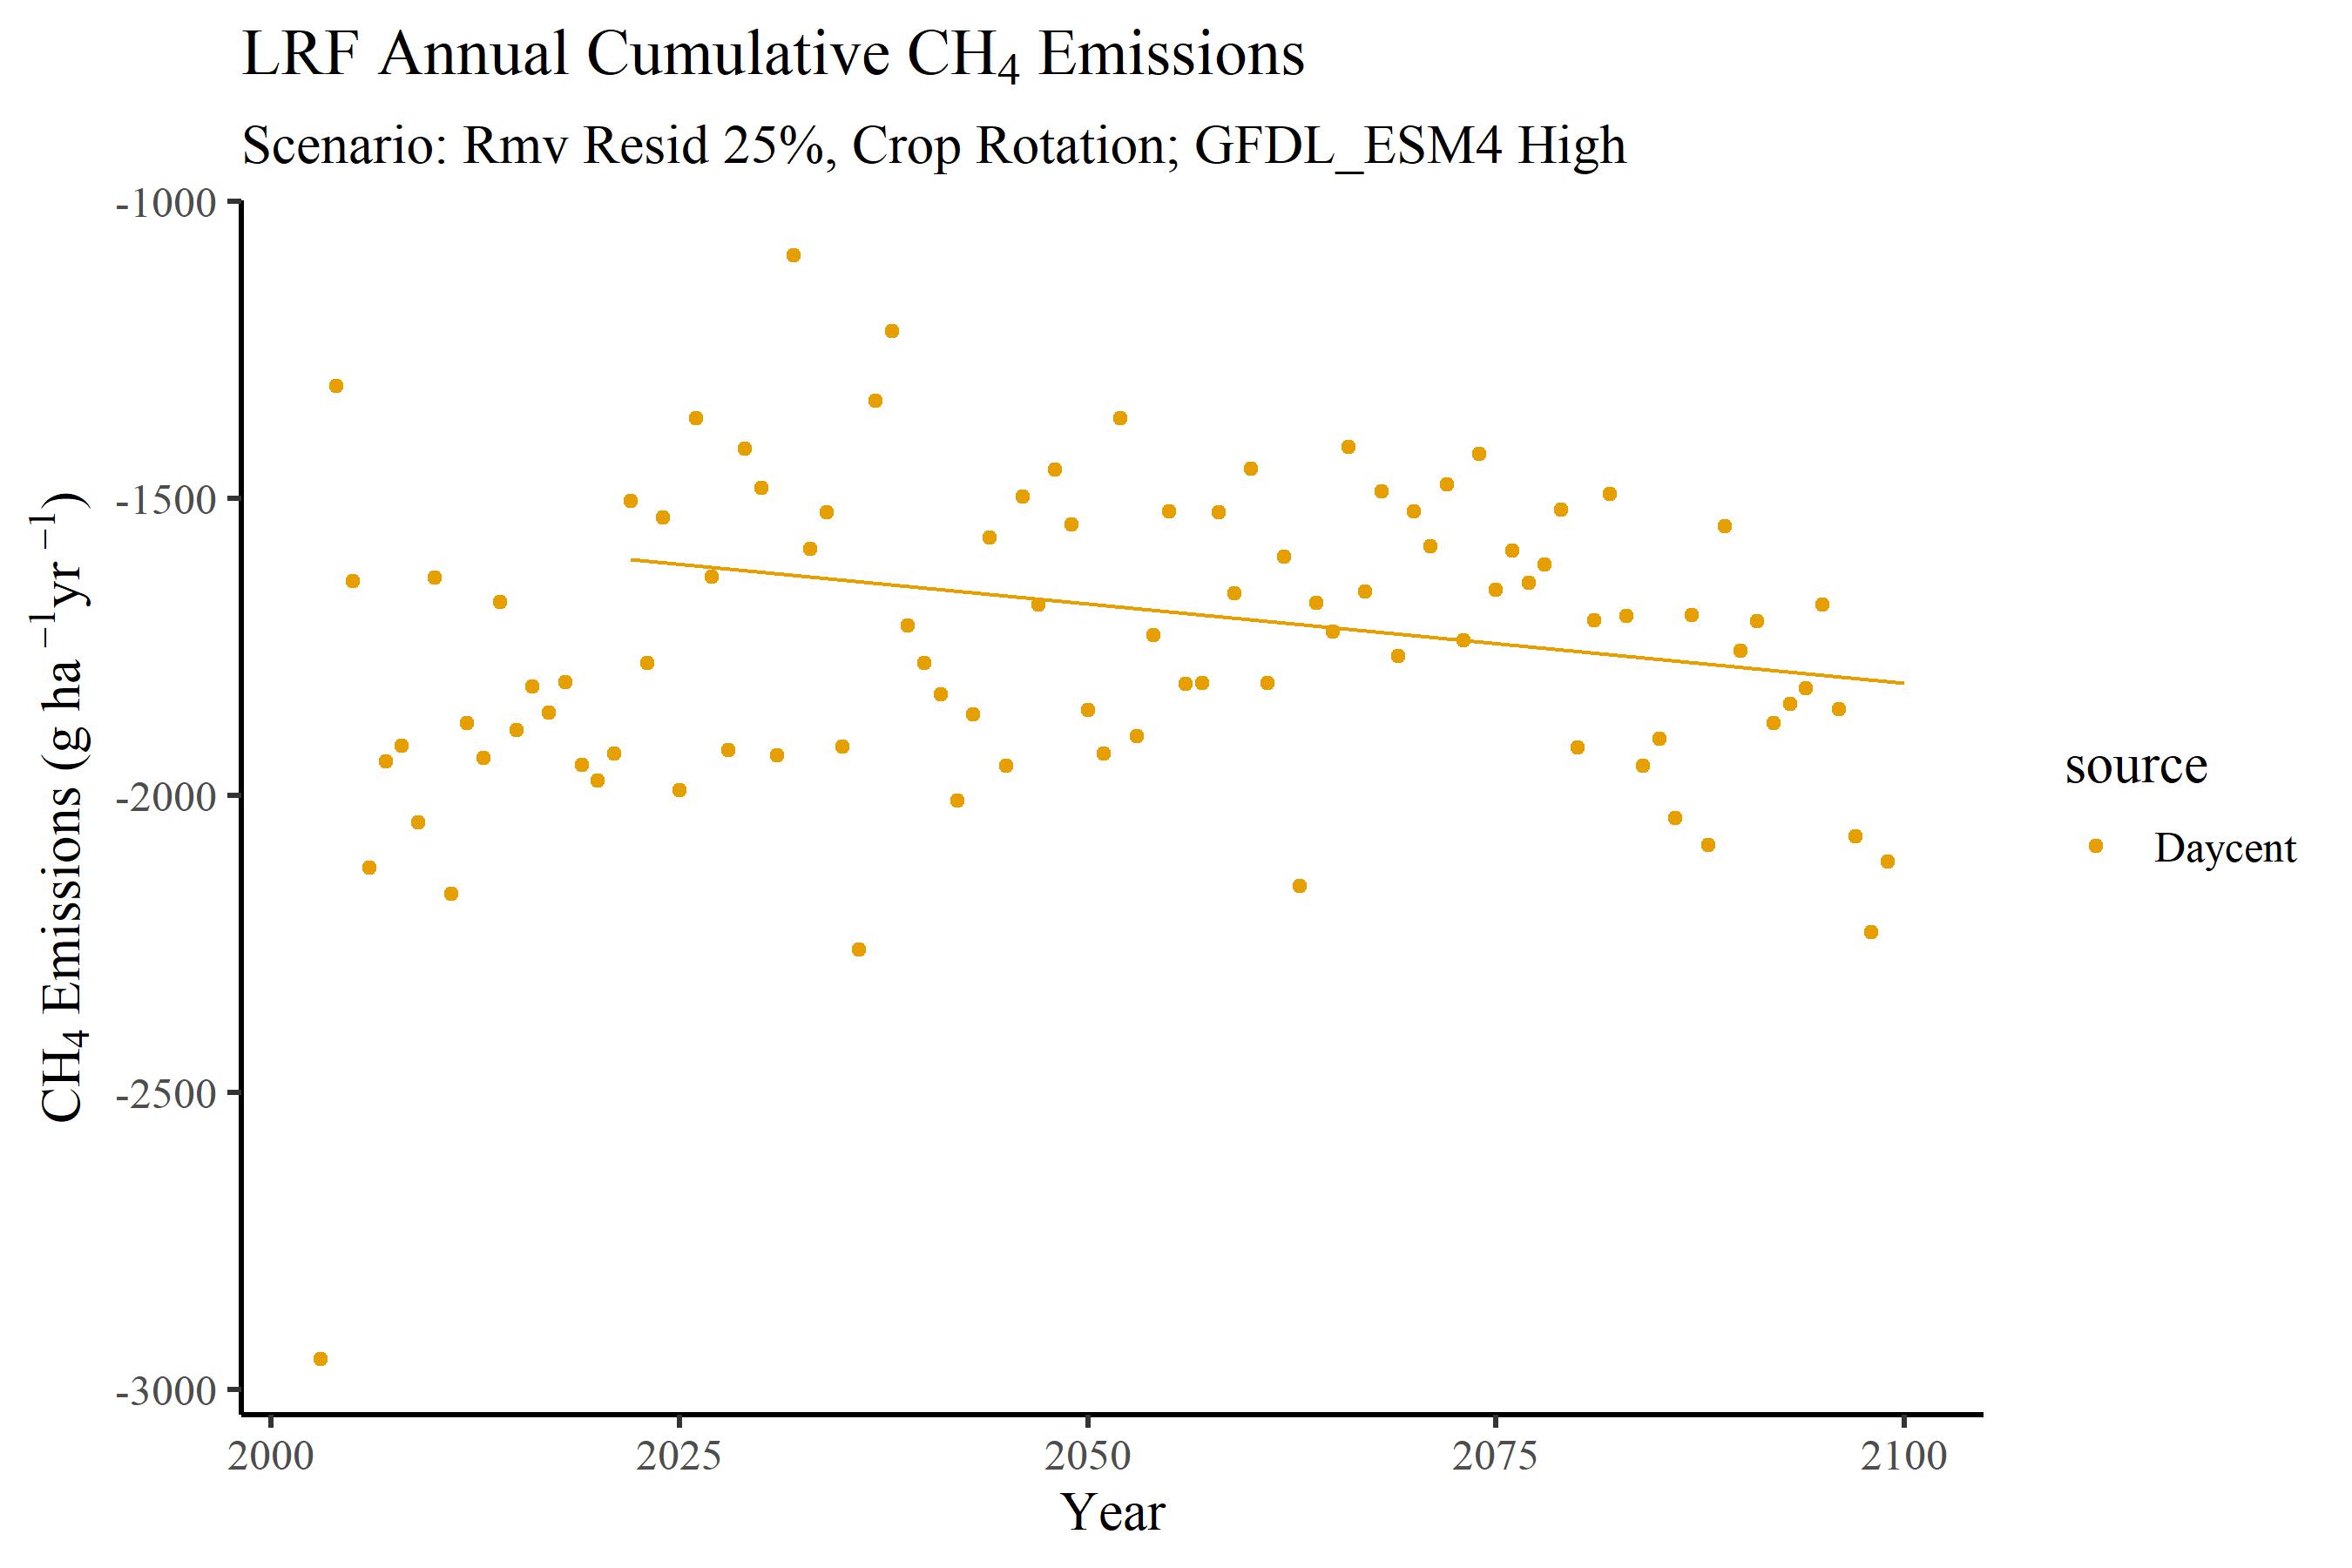 LRF Annual Cumulative CH₄ Emissions
Scenario: Rmv Resid 25%, Crop Rotation; GFDL_ESM4 High
CH₄ Emissions (g ha ⁻¹yr ⁻¹)
-1000
-1500
-2000
-2500
-3000
2000 2025 2050 2075 2100
Year
source
Daycent